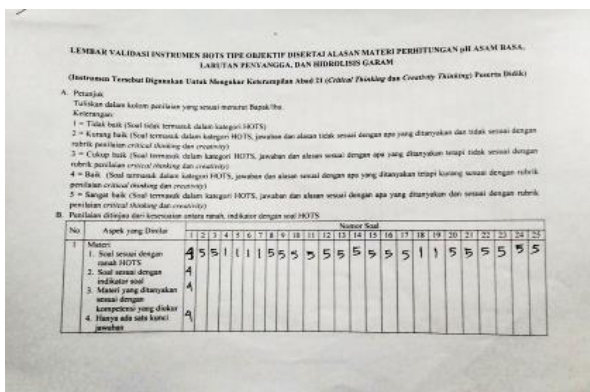 LEMBAR VALIDASI INSTRUMEN HOTS TIPE OBJEKTIF DISERTAI ALASAN MATERI PERHITUNGAN pH ASAM BASA,
LARUTAN PENYANGGA, DAN HIDROLISIS GARAM
(Instrumen Tersebut Digunakan Untuk Mengukur Keterampilan Abad 21 (Critical Thinking dan Creativity Thinking) Peserta Didik)
A. Petunjuk
Tuliskan dalam kolom penilaian yang sesuai menurut Bapak/Ibu.
Keterangan:
1 = Tidak baik (Soal tidak termasuk dalam kategori HOTS)
2 = Kurang baik (Soal termasuk dalam kategori HOTS, jawaban dan alasan tidak sesuai dengan apa yang ditanyakan dan tidak sesuai dengan
rubrik penilaian critical thinking dan creativity)
3 = Cukup baik (Soal termasuk dalam kategori HOTS, jawaban dan alasan sesuai dengan apa yang ditanyakan tetapi tidak sesuai dengan
rubrik penilaian critical thinking dan creativity)
4 = Baik (Soal termasuk dalam kategori HOTS, jawaban dan alasan sesuai dengan apa yang ditanyakan tetapi kurang sesuai dengan rubrik
penilaian critical thinking dan creativity)
5 = Sangat baik (Soal termasuk dalam kategori HOTS, jawaban dan alasan sesuai dengan apa yang ditanyakan dan sesuai dengan rubrik
penilaian critical thinking dan creativity)
B. Penilaian ditinjau dari kesesuaian antara ranah, indikator dengan soal HOTS
No Aspek yang Dinilai Nomor Soal
1 2 3 4 5 6 7 8 9 10 11 12 13 14 15 16 17 18 19 20 21 22 23 24 25
1 Materi
1. Soal sesuai dengan ranah HOTS 4 5 5 1 1 1 1 5 5 5 5 5 5 5 5 5 5 1 1 5 5 5 5 5 5
2. Soal sesuai dengan indikator soal 4
3. Materi yang ditanyakan sesuai dengan kompetensi yang diukur 4
4. Hanya ada satu kunci jawaban 4